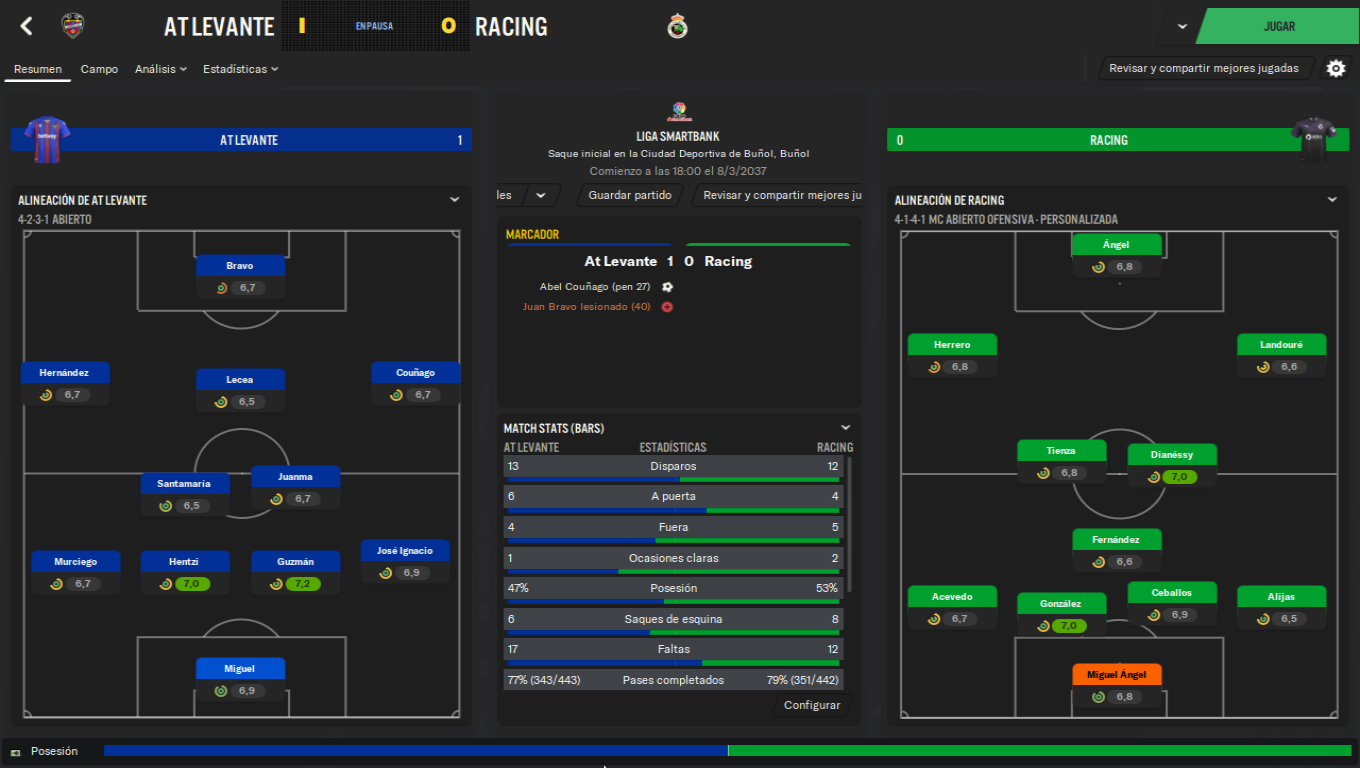 AT LEVANTE
1
EN PAUSA
0
RACING
JUGAR
Resumen
Campo
Análisis
Estadísticas
Revisar y compartir mejores jugadas
AT LEVANTE
1
LIGA SMARTBANK
Saque inicial en la Ciudad Deportiva de Buñol, Buñol
Comienzo a las 18:00 el 8/3/2037
les
Guardar partido
Revisar y compartir mejores ju
0
RACING
ALINEACIÓN DE AT LEVANTE
4-2-3-1 ABIERTO
Bravo
6,7
Hernández
6,7
Lecea
6,5
Couñago
6,7
Santamaría
6,5
Juanma
6,7
Murciego
6,7
Hentzi
7,0
Guzmán
7,2
José Ignacio
6,9
Miguel
6,9
MARCADOR
At Levante 1 0 Racing
Abel Couñago (pen 27)
Juan Bravo lesionado (40)
MATCH STATS (BARS)
AT LEVANTE ESTADÍSTICAS RACING
13 Disparos 12
6 A puerta 4
4 Fuera 5
1 Ocasiones claras 2
47% Posesión 53%
6 Saques de esquina 8
17 Faltas 12
77% (343/443) Pases completados 79% (351/442)
Configurar
ALINEACIÓN DE RACING
4-1-4-1 MC ABIERTO OFENSIVA - PERSONALIZADA
Ángel
6,8
Herrero
6,8
Landouré
6,6
Tienza
6,8
Dianéssy
7,0
Fernández
6,6
Acevedo
6,7
González
7,0
Ceballos
6,9
Alijas
6,5
Miguel Ángel
6,8
Posesión